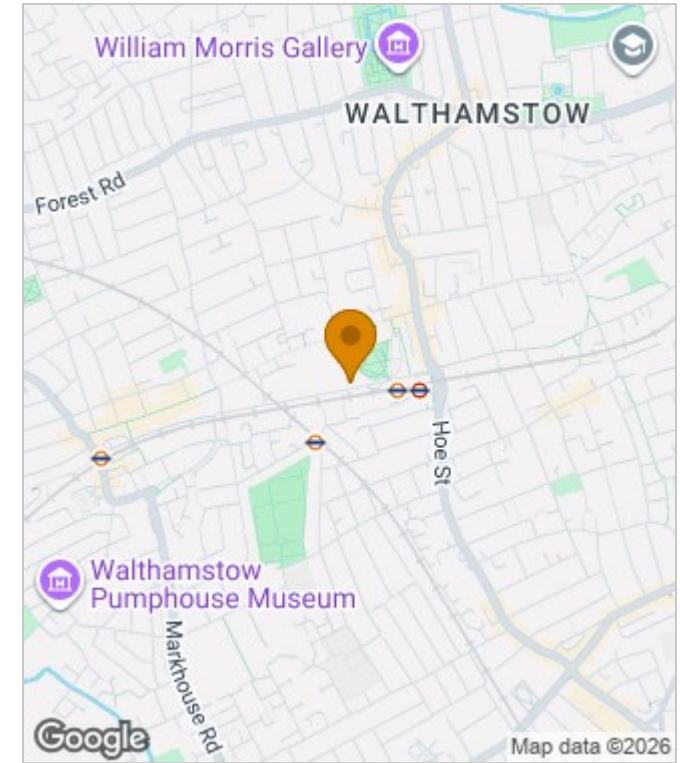 William Morris Gallery
WALTHAMSTOW
Forest Rd
Hoe St
Walthamstow
Pumphouse Museum
Markhouse Rd
Google
Map data ©2026